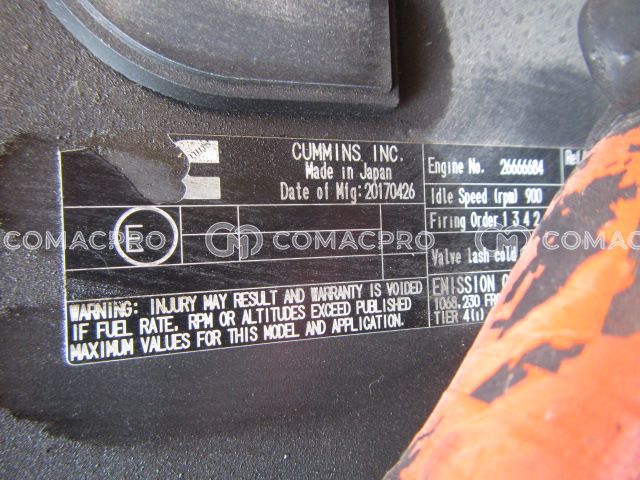 CUMMINS INC.
Made in Japan
Date of Mfg:20170426
Engine No. 26666684
Idle Speed (rpm) 900
Firing Order 1 3 4 2
Valve lash cold
EMISSION
1068.230
TIER 4(i)
E
WARNING: INJURY MAY RESULT AND WARRANTY IS VOIDED
IF FUEL RATE, RPM OR ALTITUDES EXCEED PUBLISHED
MAXIMUM VALUES FOR THIS MODEL AND APPLICATION.
COMACPRO COMACPRO COMACPRO